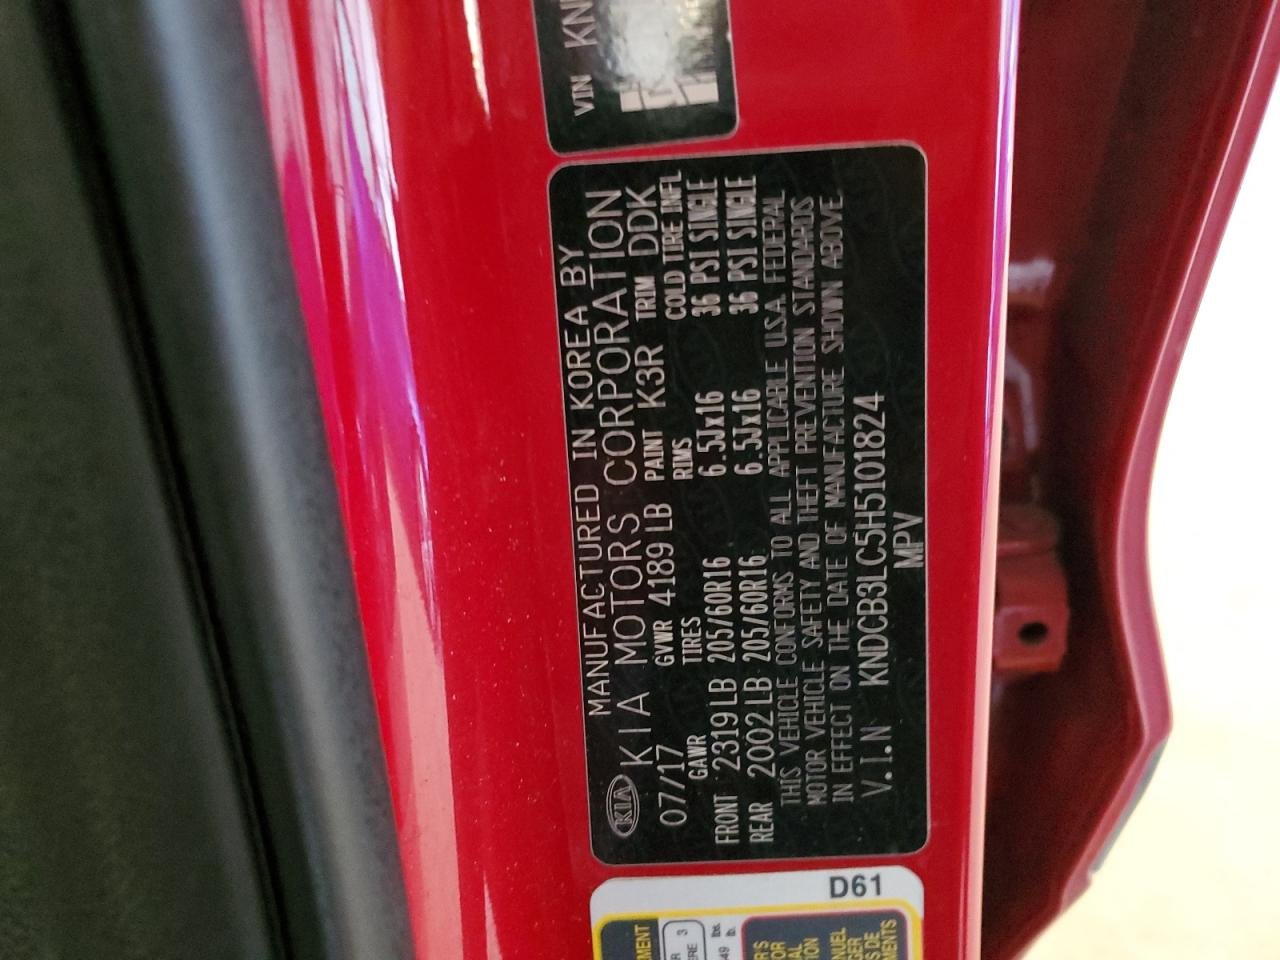 VIN KN
MANUFACTURED IN KOREA BY
KIA KIA MOTORS CORPORATION
07/17 GVWR 4189 LB PAINT K3R TRIM DDK
GAWR TIRES RIMS COLD TIRE INFL
FRONT 2319 LB 205/60R16 6.5Jx16 36 PSI SINGLE
REAR 2002 LB 205/60R16 6.5Jx16 36 PSI SINGLE
THIS VEHICLE CONFORMS TO ALL APPLICABLE U.S.A. FEDERAL
MOTOR VEHICLE SAFETY AND THEFT PREVENTION STANDARDS
IN EFFECT ON THE DATE OF MANUFACTURE SHOWN ABOVE.
V.I.N KNDCB3LC5H5101824
MPV
D61